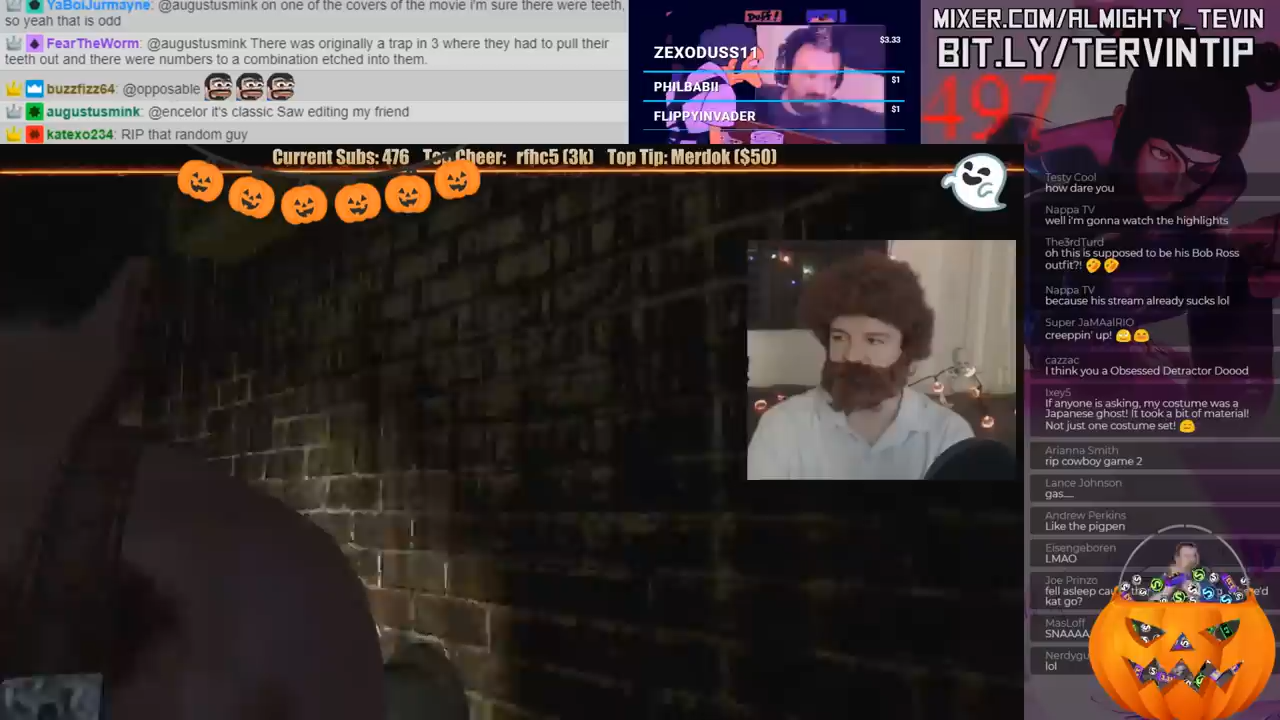 YaBoiJurmayne: @augustusmink on one of the covers of the movie i'm sure there were teeth,
so yeah that is odd
FearTheWorm: @augustusmink There was originally a trap in 3 where they had to pull their
teeth out and there were numbers to a combination etched into them.
buzzfizz64: @opposable
augustusmink: @encelor it's classic Saw editing my friend
katexo234: RIP that random guy
ZEXODUSS11 $3.33
PHILBABII $1
FLIPPYINVADER $1
MIXER.COM/ALMIGHTY_TEVIN
BIT.LY/TERVINTIP
497
Current Subs: 476 Top Cheer: rfhc5 (3k) Top Tip: Merdok ($50)
Testy Cool
how dare you
Nappa TV
well i'm gonna watch the highlights
The3rdTurd
oh this is supposed to be his Bob Ross
outfit?!
Nappa TV
because his stream already sucks lol
Super JaMAalRIO
creeppin' up!
cazzac
I think you a Obsessed Detractor Doood
Ixey5
If anyone is asking, my costume was a
Japanese ghost! It took a bit of material!
Not just one costume set!
Arianna Smith
rip cowboy game 2
Lance Johnson
gas....
Andrew Perkins
Like the pigpen
Eisengeboren
LMAO
Joe Prinzo
fell asleep
kat go?
MasLoff
SNAAAA
Nerdygu
lol